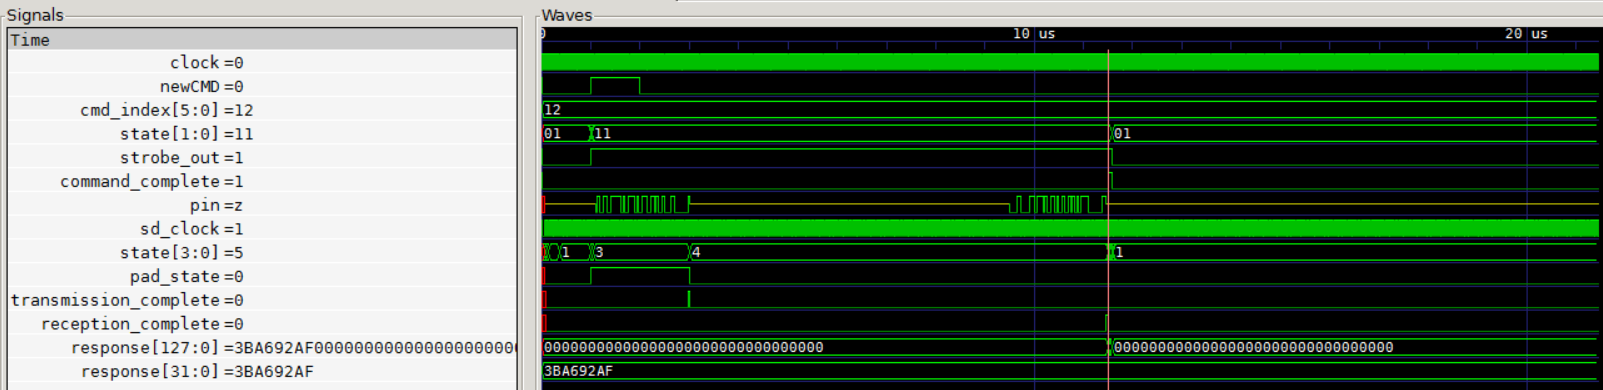 Signals
Waves
Time
0
10 us
20 us
clock =0
newCMD =0
cmd_index[5:0] =12
12
state[1:0] =11
01
11
01
strobe_out =1
command_complete =1
pin =z
sd_clock =1
state[3:0] =5
1
3
4
1
pad_state =0
transmission_complete =0
reception_complete =0
response[127:0] =3BA692AF00000000000000000000
0000000000000000000000000000
0000000000000000000000000000
response[31:0] =3BA692AF
3BA692AF